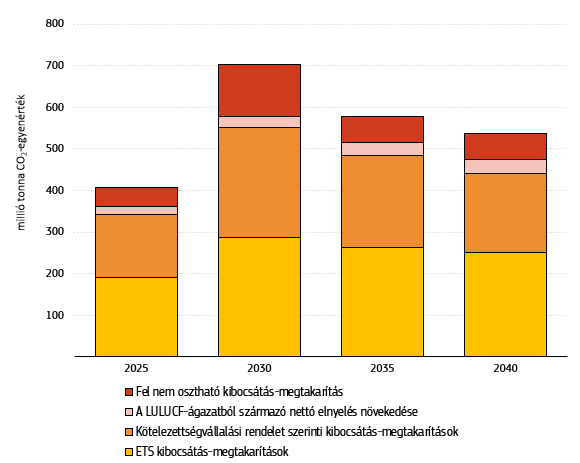 800
700
600
500
400
300
200
100
millió tonna CO₂-egyenérték
2025 2030 2035 2040
Fel nem osztható kibocsátás-megtakarítás
A LULUCF-ágazatból származó nettó elnyelés növekedése
Kötelezettségvállalási rendelet szerinti kibocsátás-megtakarítások
ETS kibocsátás-megtakarítások